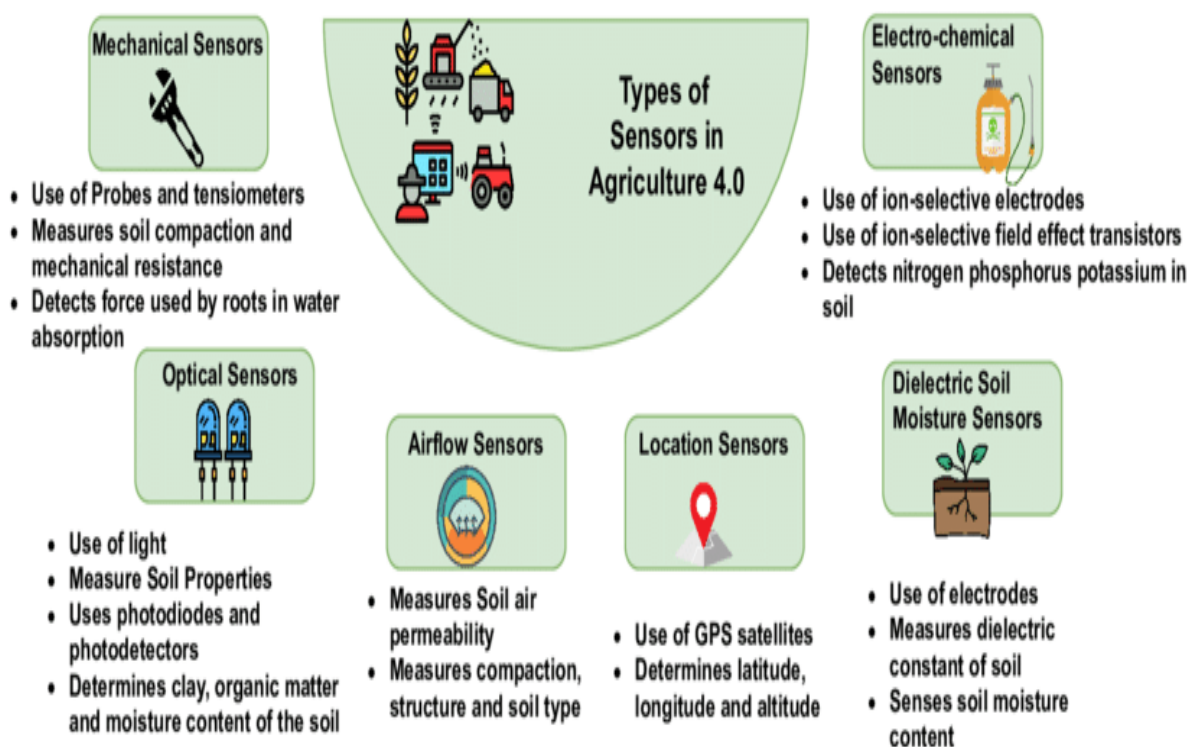 Types of
Sensors in
Agriculture 4.0
Mechanical Sensors
• Use of Probes and tensiometers
• Measures soil compaction and
mechanical resistance
• Detects force used by roots in water
absorption
Electro-chemical
Sensors
• Use of ion-selective electrodes
• Use of ion-selective field effect transistors
• Detects nitrogen phosphorus potassium in
soil
Optical Sensors
• Use of light
• Measure Soil Properties
• Uses photodiodes and
photodetectors
• Determines clay, organic matter
and moisture content of the soil
Airflow Sensors
• Measures Soil air
permeability
• Measures compaction,
structure and soil type
Location Sensors
• Use of GPS satellites
• Determines latitude,
longitude and altitude
Dielectric Soil
Moisture Sensors
• Use of electrodes
• Measures dielectric
constant of soil
• Senses soil moisture
content